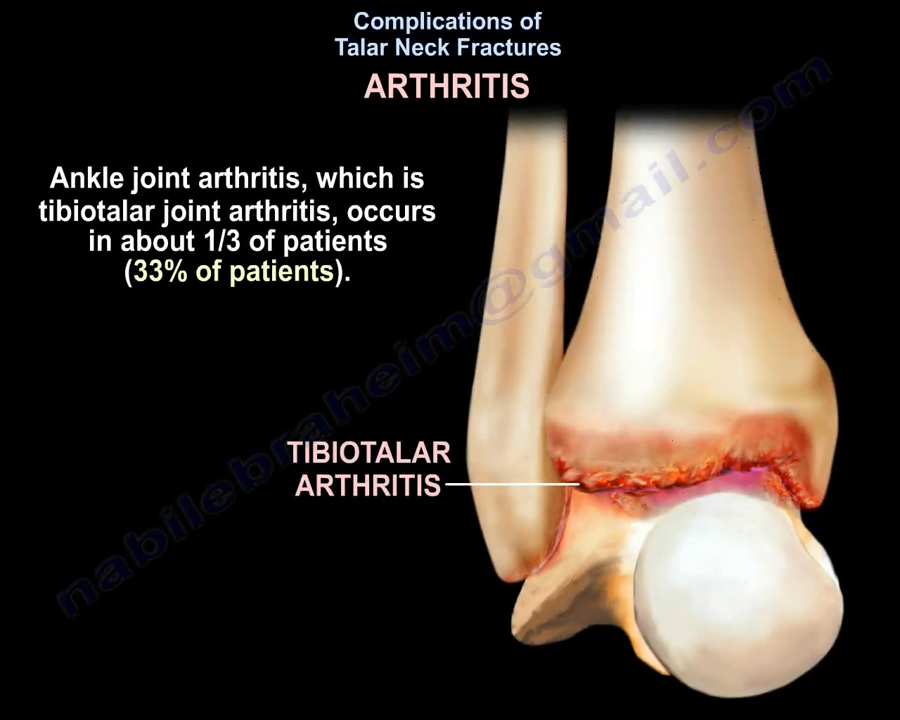 Complications of
Talar Neck Fractures
ARTHRITIS
Ankle joint arthritis, which is
tibiotalar joint arthritis, occurs
in about 1/3 of patients
(33% of patients).
TIBIOTALAR
ARTHRITIS
nabilebraheim@gmail.com